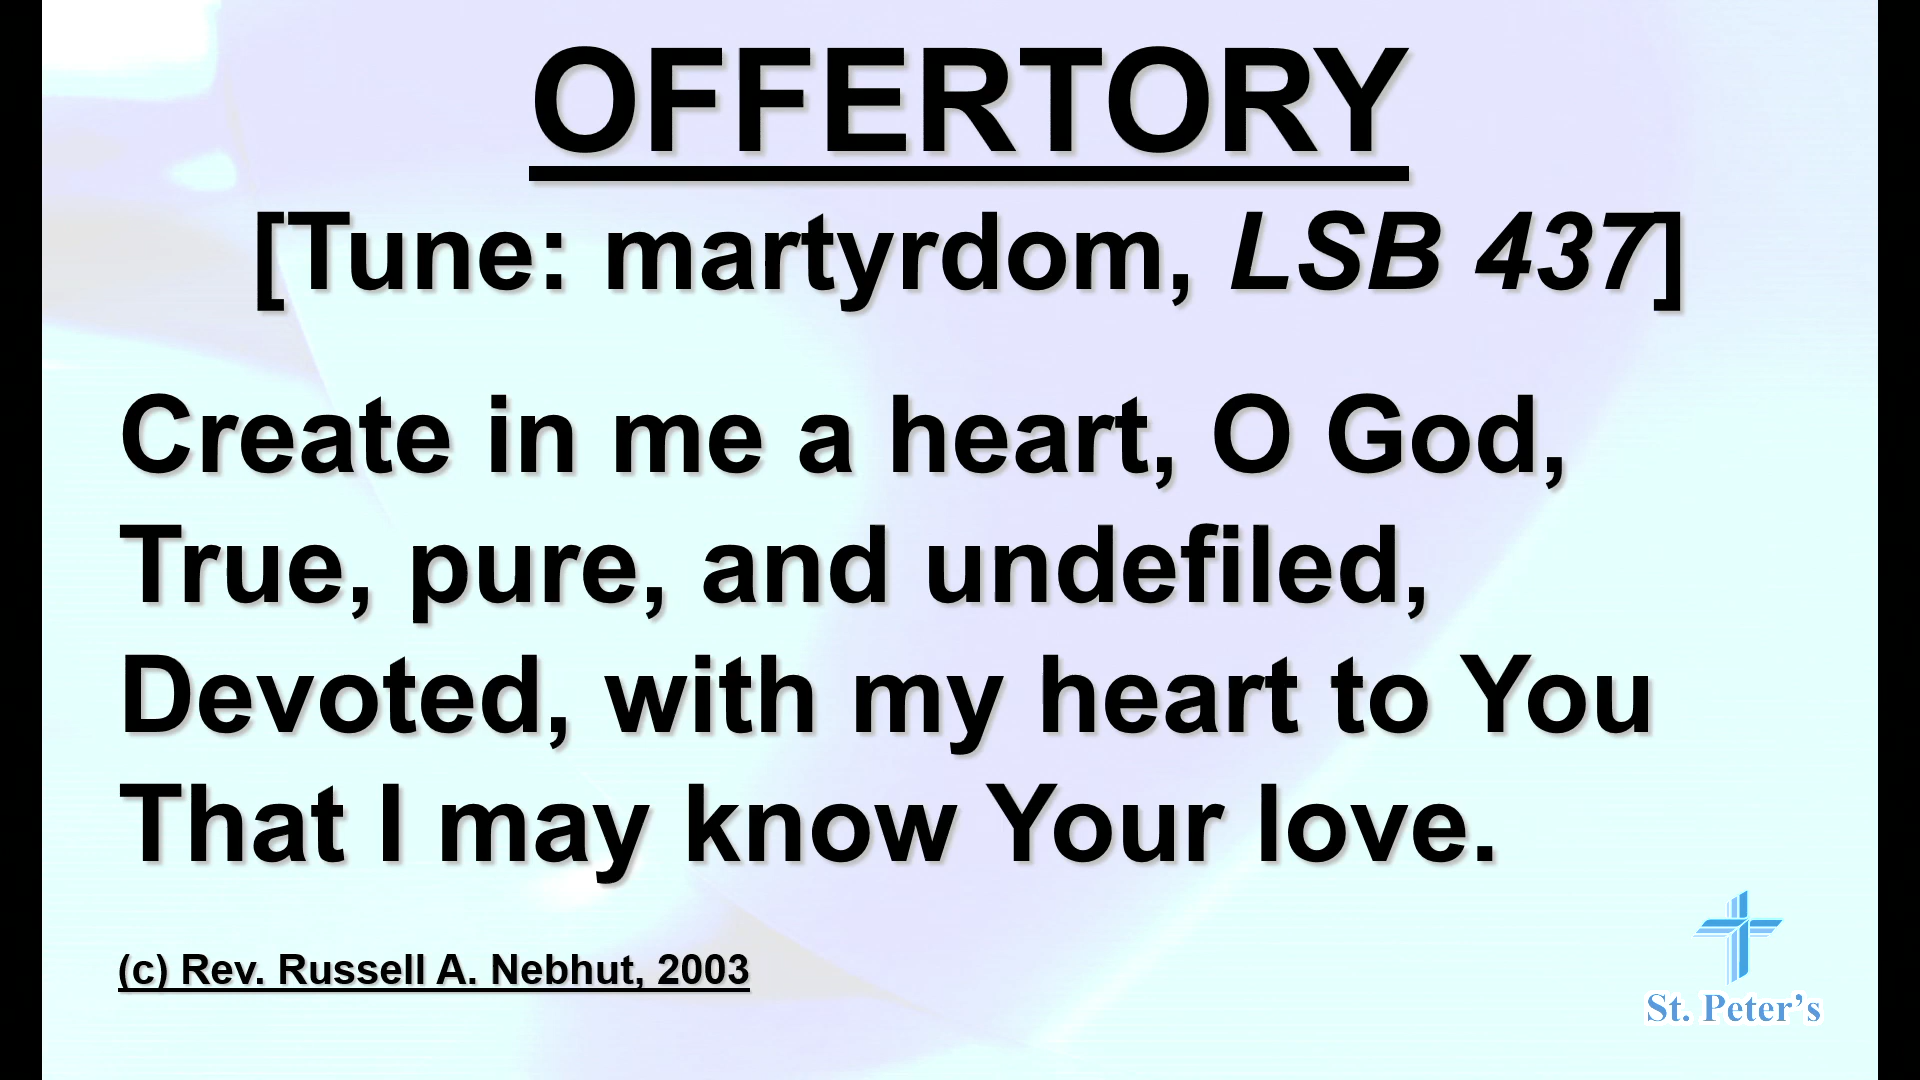 OFFERTORY
[Tune: martyrdom, LSB 437]
Create in me a heart, O God,
True, pure, and undefiled,
Devoted, with my heart to You
That I may know Your love.
(c) Rev. Russell A. Nebhut, 2003
St. Peter’s